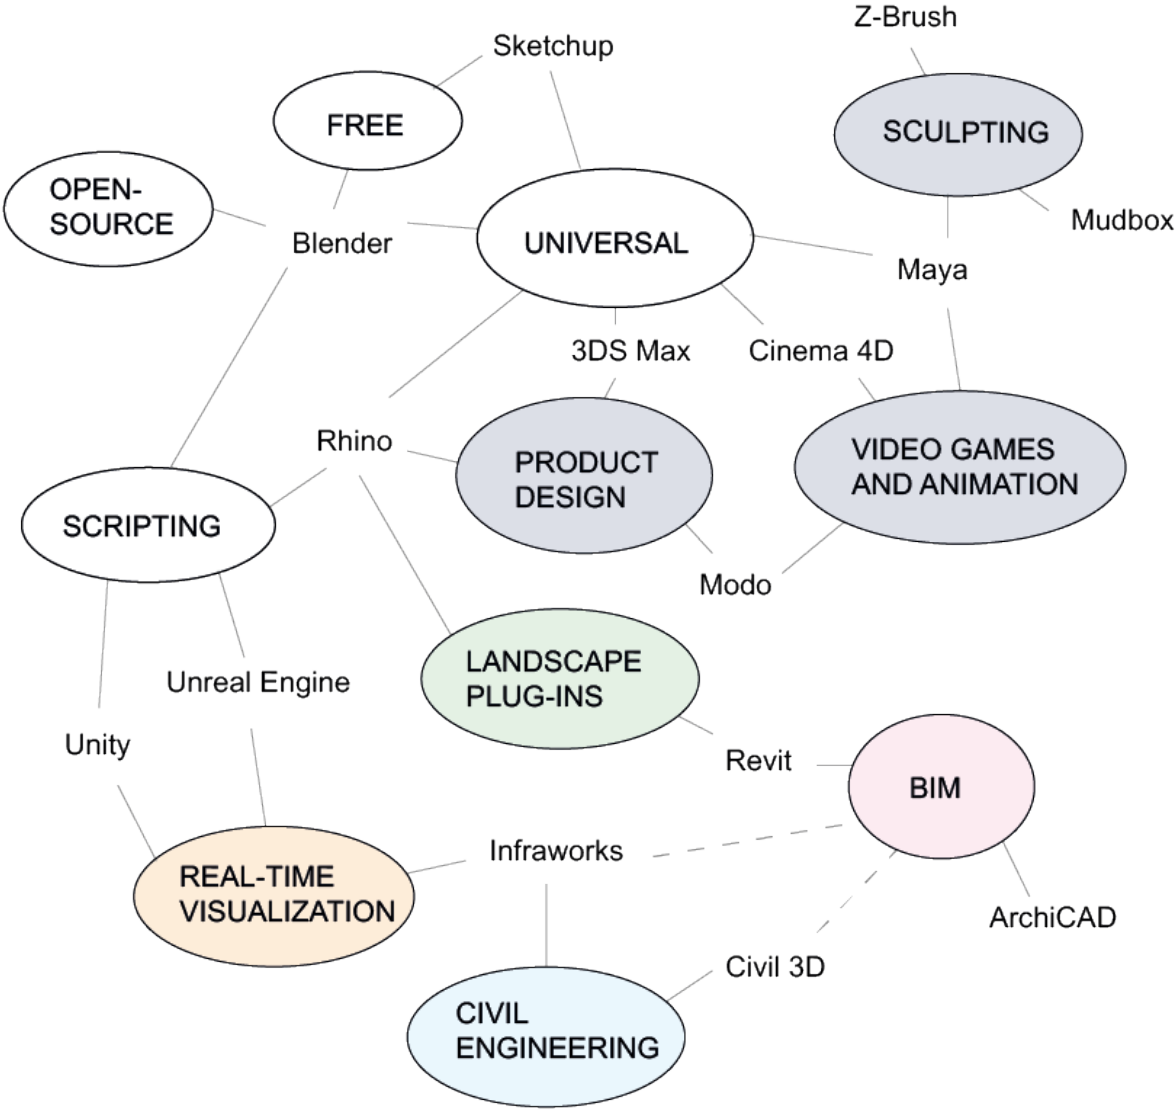 Z-Brush
Sketchup
FREE
SCULPTING
OPEN-
SOURCE
Mudbox
Blender
UNIVERSAL
Maya
3DS Max
Cinema 4D
Rhino
PRODUCT
DESIGN
VIDEO GAMES
AND ANIMATION
SCRIPTING
Modo
LANDSCAPE
PLUG-INS
Unreal Engine
Unity
Revit
BIM
Infraworks
REAL-TIME
VISUALIZATION
ArchiCAD
Civil 3D
CIVIL
ENGINEERING